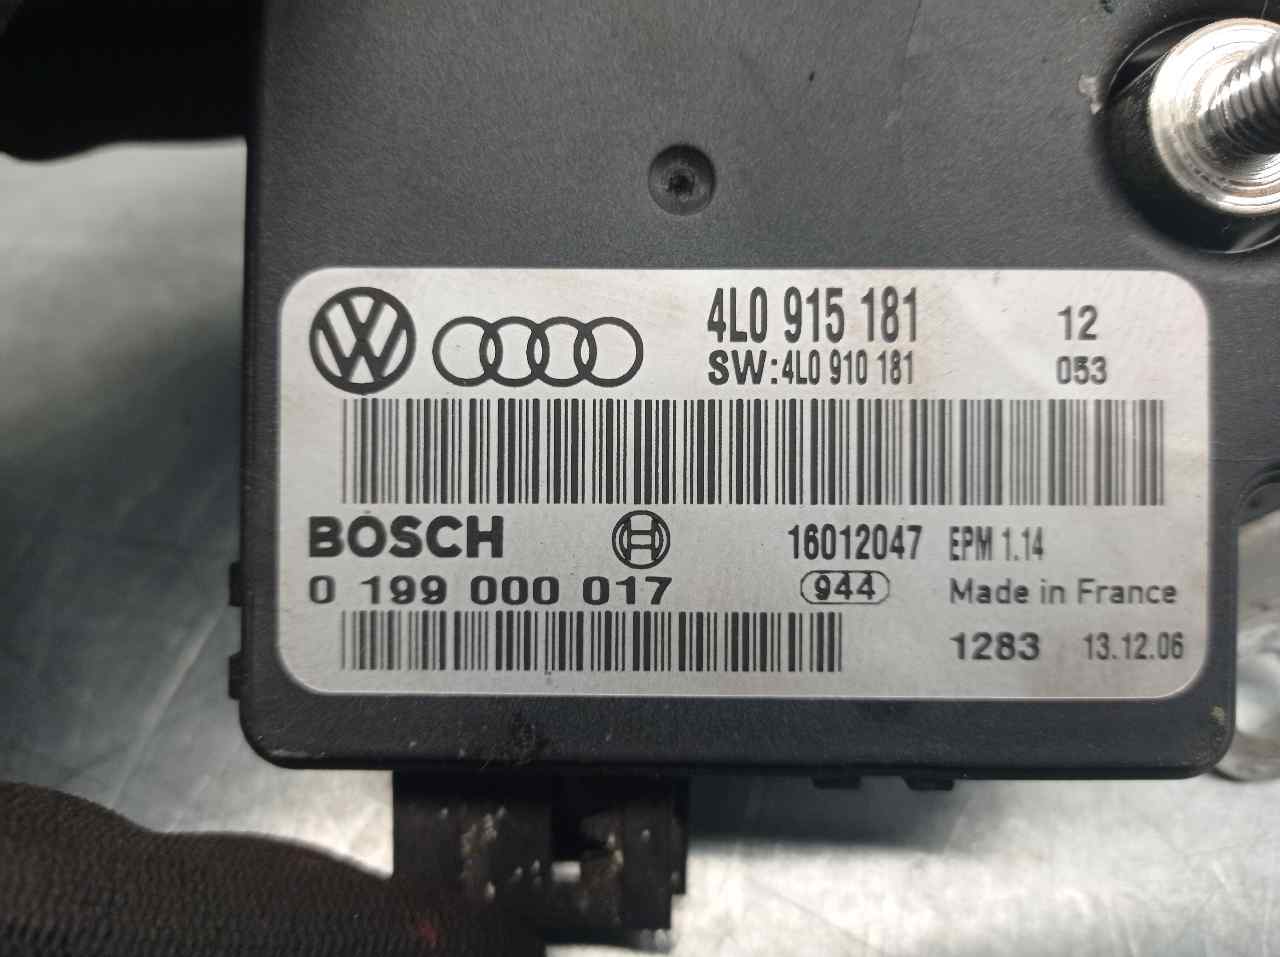 4L0 915 181 12
SW:4L0 910 181 053
BOSCH 16012047 EPM 1.14
0 199 000 017 944 Made in France
1283 13.12.06